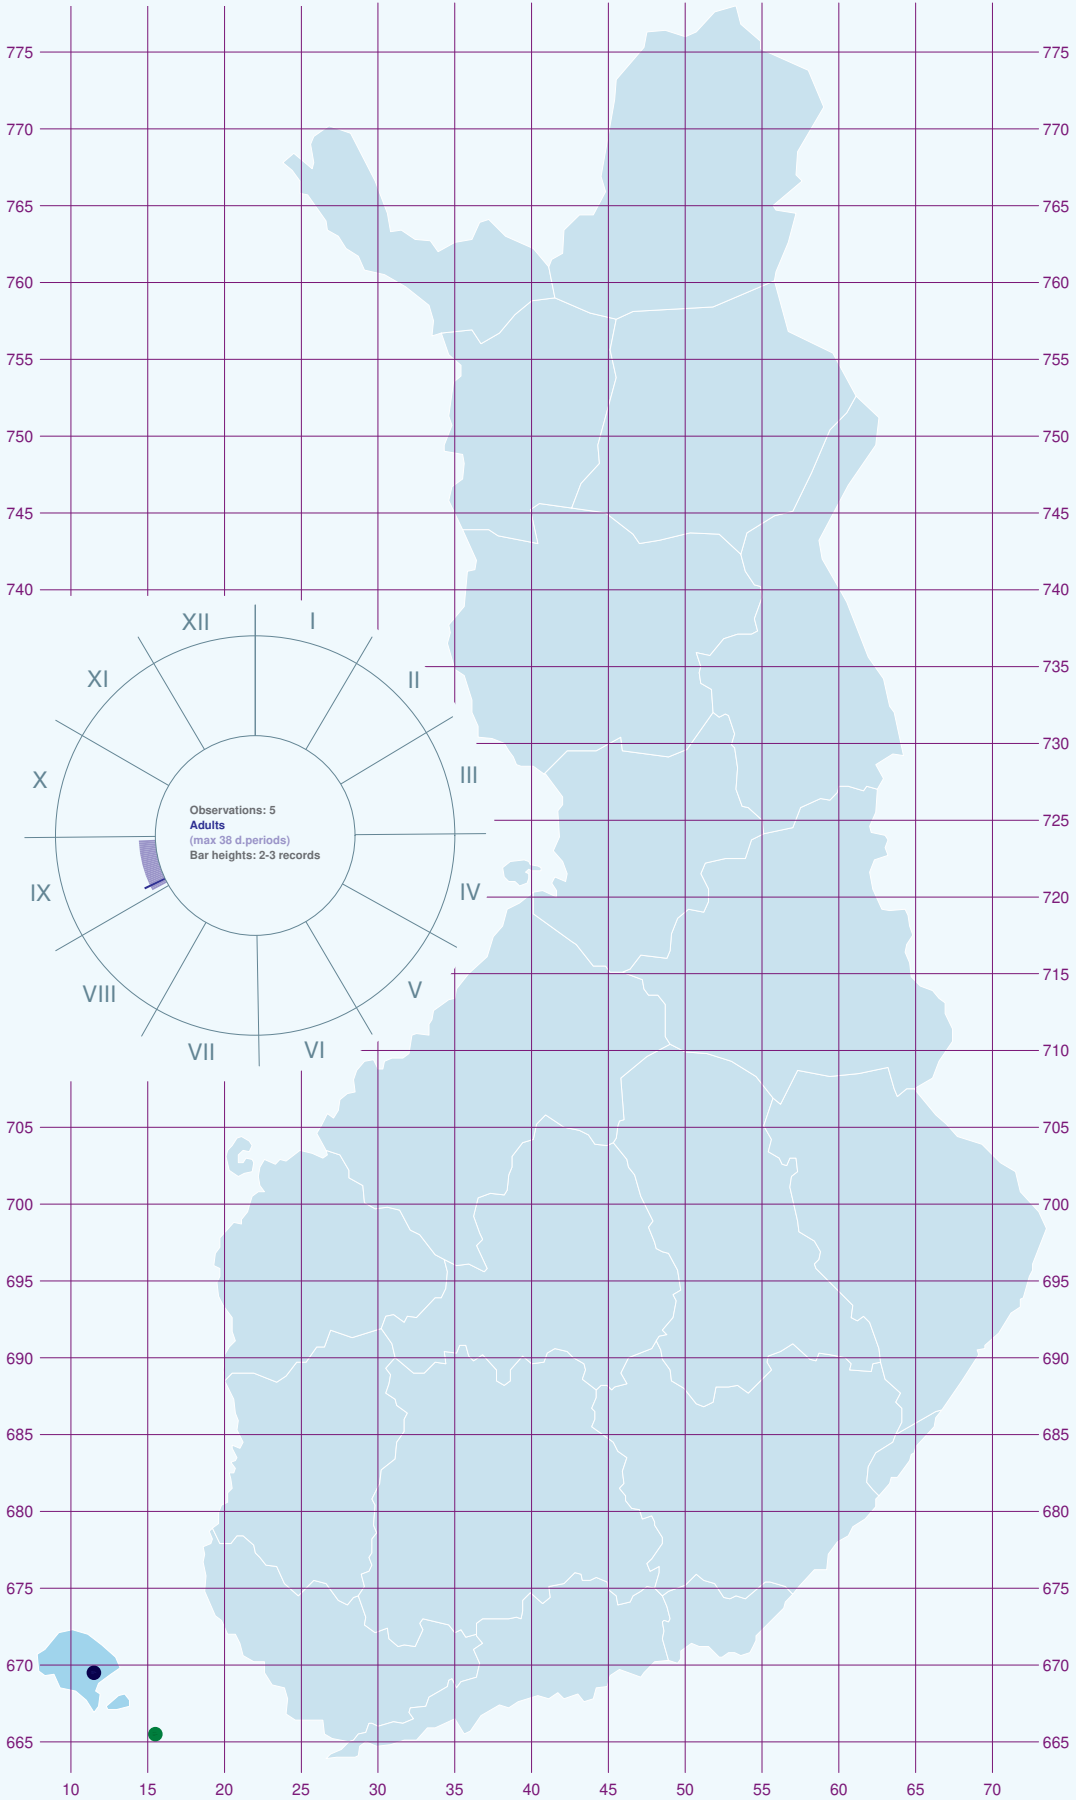 775 775
770 770
765 765
760 760
755 755
750 750
745 745
740 740
XII I
XI II
735
730
X III
Observations: 5
Adults
(max 38 d.periods)
Bar heights: 2-3 records
725
IX IV
720
VIII V
715
VII VI
710
705 705
700 700
695 695
690 690
685 685
680 680
675 675
670 670
665 665
10 15 20 25 30 35 40 45 50 55 60 65 70